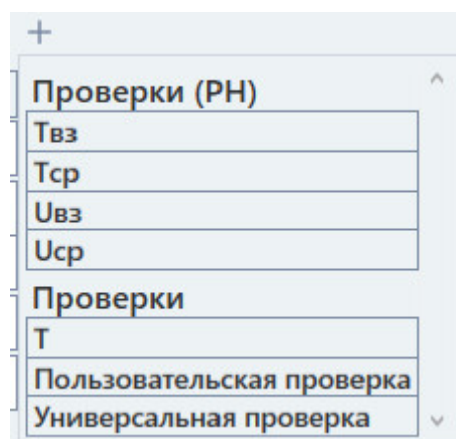 Проверки (РН)
Твз
Тср
Uвз
Uср
Проверки
Т
Пользовательская проверка
Универсальная проверка